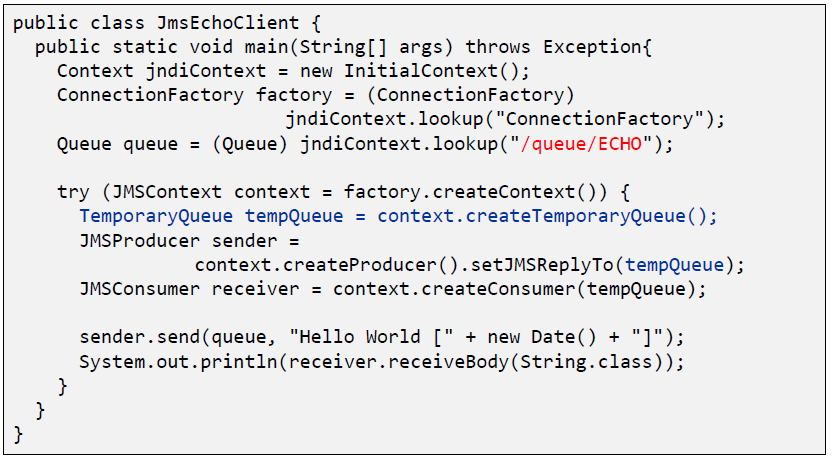 public class JmsEchoClient {
  public static void main(String[] args) throws Exception{
    Context jndiContext = new InitialContext();
    ConnectionFactory factory = (ConnectionFactory)
                         jndiContext.lookup("ConnectionFactory");
    Queue queue = (Queue) jndiContext.lookup("/queue/ECHO");

    try (JMSContext context = factory.createContext()) {
      TemporaryQueue tempQueue = context.createTemporaryQueue();
      JMSProducer sender =
                 context.createProducer().setJMSReplyTo(tempQueue);
      JMSConsumer receiver = context.createConsumer(tempQueue);

      sender.send(queue, "Hello World [" + new Date() + "]");
      System.out.println(receiver.receiveBody(String.class));
    }
  }
}